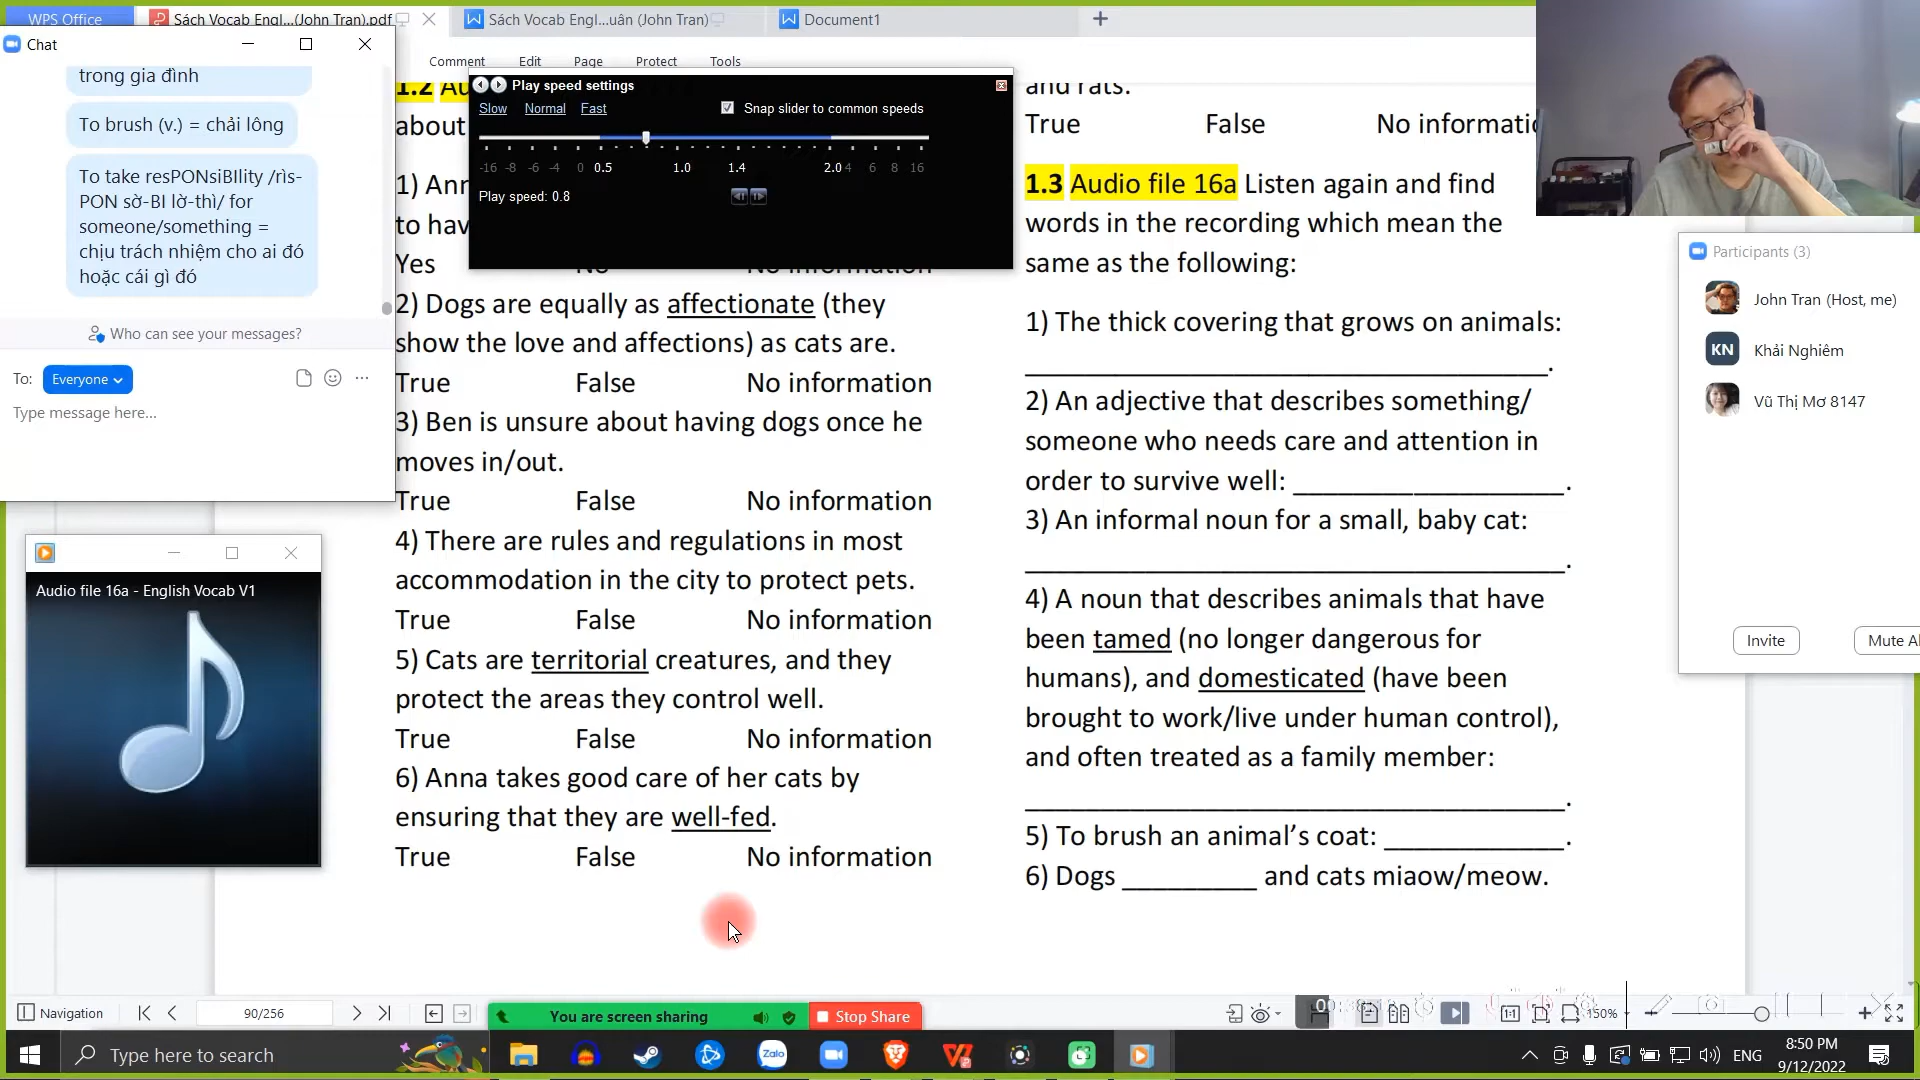 WPS Office
Sách Vocab Engl...(John Tran).pdf
Sách Vocab Engl...uân (John Tran)
Document1
Chat
trong gia đình
To brush (v.) = chải lông
To take resPONsiBIlity /rìs-
PON sờ-BI lờ-thì/ for
someone/something =
chịu trách nhiệm cho ai đó
hoặc cái gì đó
Who can see your messages?
To: Everyone
Type message here...
Comment Edit Page Protect Tools
Play speed settings
Slow Normal Fast
Snap slider to common speeds
-16 -8 -6 -4 0 0.5 1.0 1.4 2.0 4 6 8 16
Play speed: 0.8
1.2
about
to hav
Yes
No information
2) Dogs are equally as affectionate (they
show the love and affections) as cats are.
True False No information
3) Ben is unsure about having dogs once he
moves in/out.
True False No information
4) There are rules and regulations in most
accommodation in the city to protect pets.
True False No information
5) Cats are territorial creatures, and they
protect the areas they control well.
True False No information
6) Anna takes good care of her cats by
ensuring that they are well-fed.
True False No information
and rats.
True False No informatio
1.3 Audio file 16a Listen again and find
words in the recording which mean the
same as the following:
1) The thick covering that grows on animals:
____________________.
2) An adjective that describes something/
someone who needs care and attention in
order to survive well: __________________.
3) An informal noun for a small, baby cat:
____________________.
4) A noun that describes animals that have
been tamed (no longer dangerous for
humans), and domesticated (have been
brought to work/live under human control),
and often treated as a family member:
____________________.
5) To brush an animal’s coat: ____________.
6) Dogs _________ and cats miaow/meow.
Participants (3)
John Tran (Host, me)
KN Khải Nghiêm
Vũ Thị Mơ 8147
Invite
Mute Al
Audio file 16a - English Vocab V1
Navigation
90/256
You are screen sharing
Stop Share
150%
Type here to search
Zalo
ENG
8:50 PM
9/12/2022